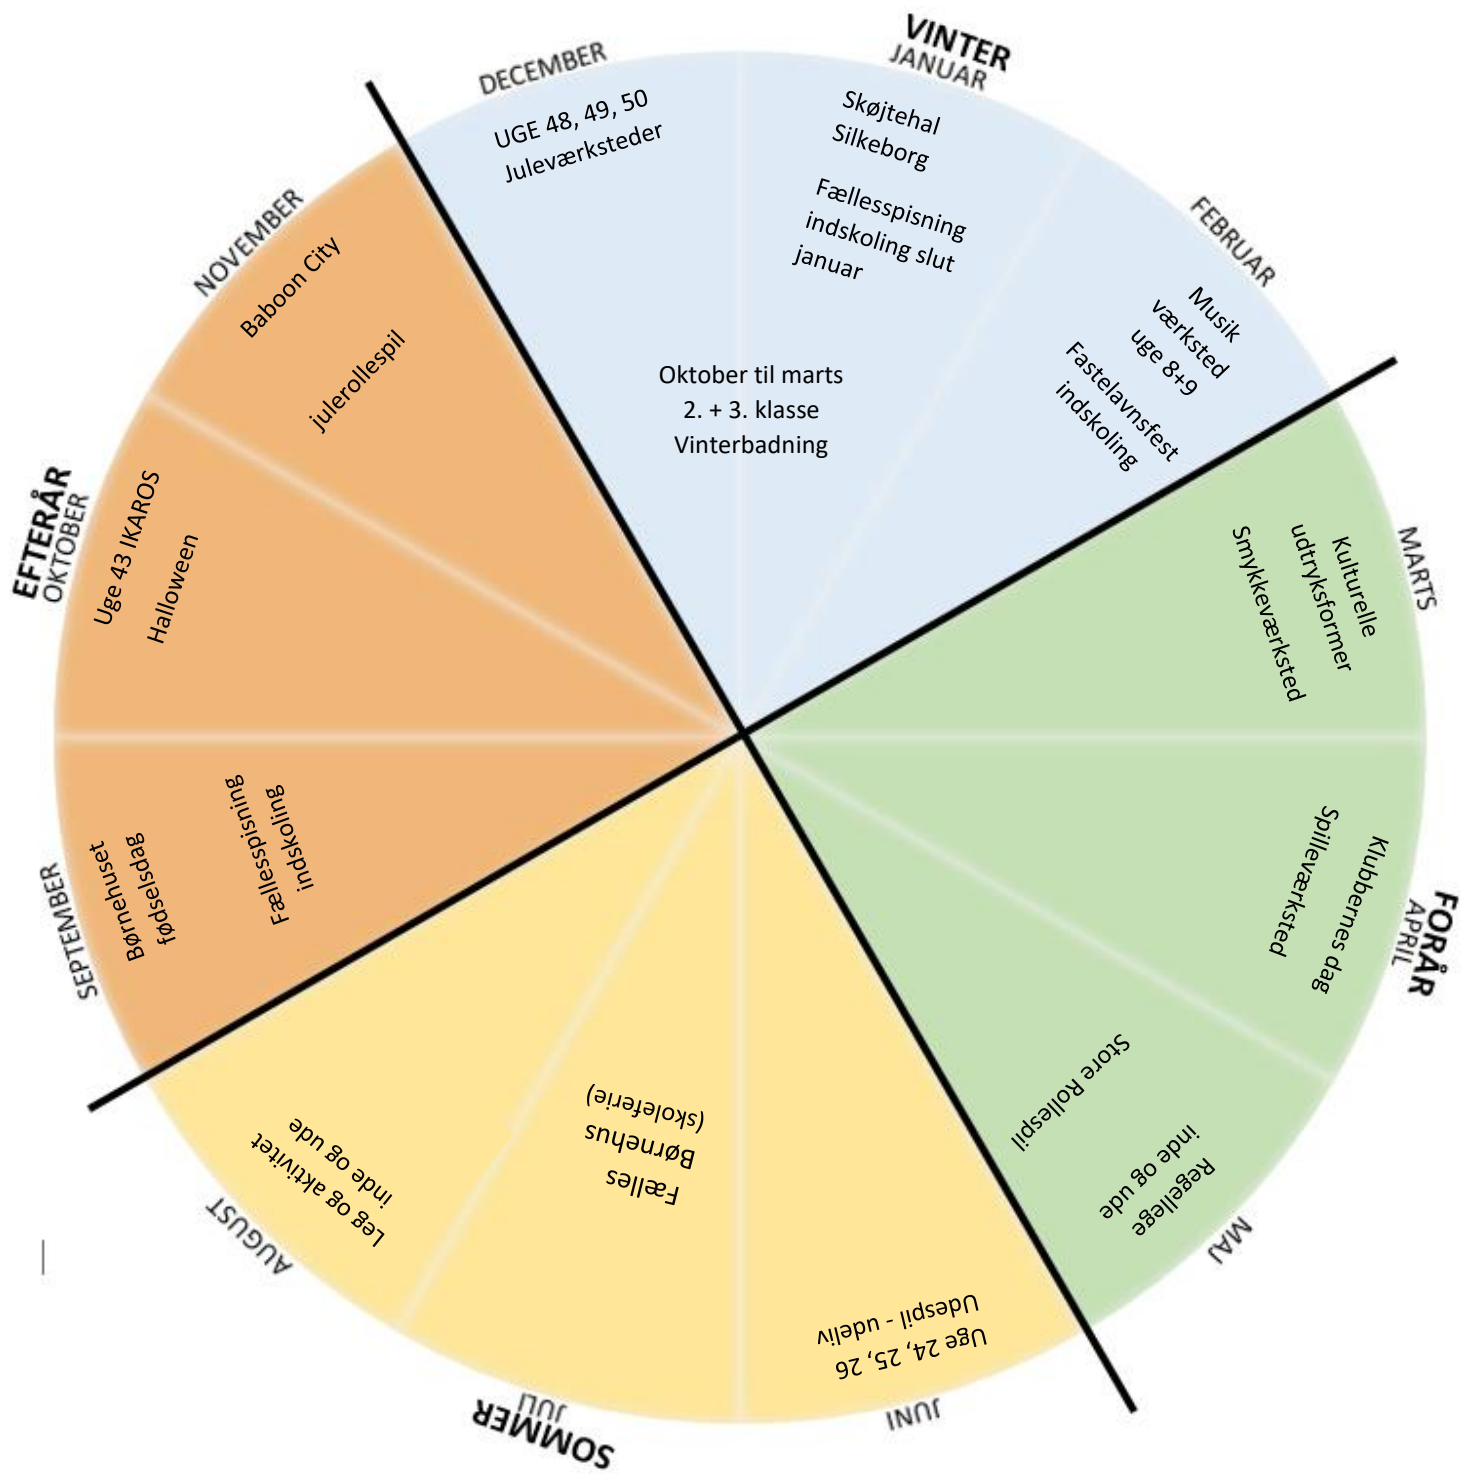 VINTER
JANUAR
Skøjtehal
Silkeborg
Fællesspisning
indskoling slut
januar
FEBRUAR
Musik
værksted
uge 8+9
Fastelavnsfest
indskoling
MARTS
Kulturelle
udtryksformer
Smykkeværksted
FORÅR
APRIL
Klubbernes dag
Spilleværksted
MAJ
Regellege
inde og ude
Store Rollespil
JUNI
Uge 24, 25, 26
Udespil - udeliv
SOMMER
JULI
Fælles
Børnehus
(skoleferie)
AUGUST
Leg og aktivitet
inde og ude
SEPTEMBER
Børnehuset
fødselsdag
Fællesspisning
indskoling
EFTERÅR
OKTOBER
Uge 43 IKAROS
Halloween
NOVEMBER
Baboon City
julerollespil
DECEMBER
UGE 48, 49, 50
Juleværksteder
Oktober til marts
2. + 3. klasse
Vinterbadning